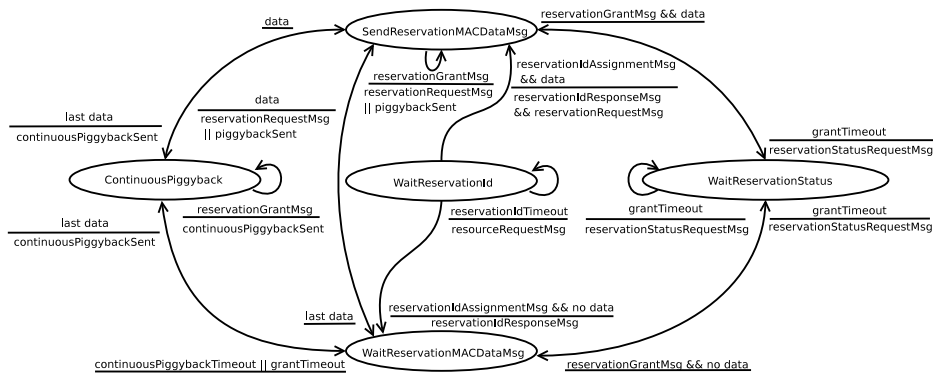 data
SendReservationMACDataMsg
reservationGrantMsg && data
reservationGrantMsg
reservationRequestMsg
|| piggybackSent
reservationIdAssignmentMsg
&& data
reservationIdResponseMsg
&& reservationRequestMsg
data
reservationRequestMsg
|| piggybackSent
last data
continuousPiggybackSent
grantTimeout
reservationStatusRequestMsg
ContinuousPiggyback
WaitReservationId
WaitReservationStatus
reservationGrantMsg
continuousPiggybackSent
last data
continuousPiggybackSent
reservationIdTimeout
resourceRequestMsg
grantTimeout
reservationStatusRequestMsg
grantTimeout
reservationStatusRequestMsg
last data
reservationIdAssignmentMsg && no data
reservationIdResponseMsg
WaitReservationMACDataMsg
continuousPiggybackTimeout || grantTimeout
reservationGrantMsg && no data